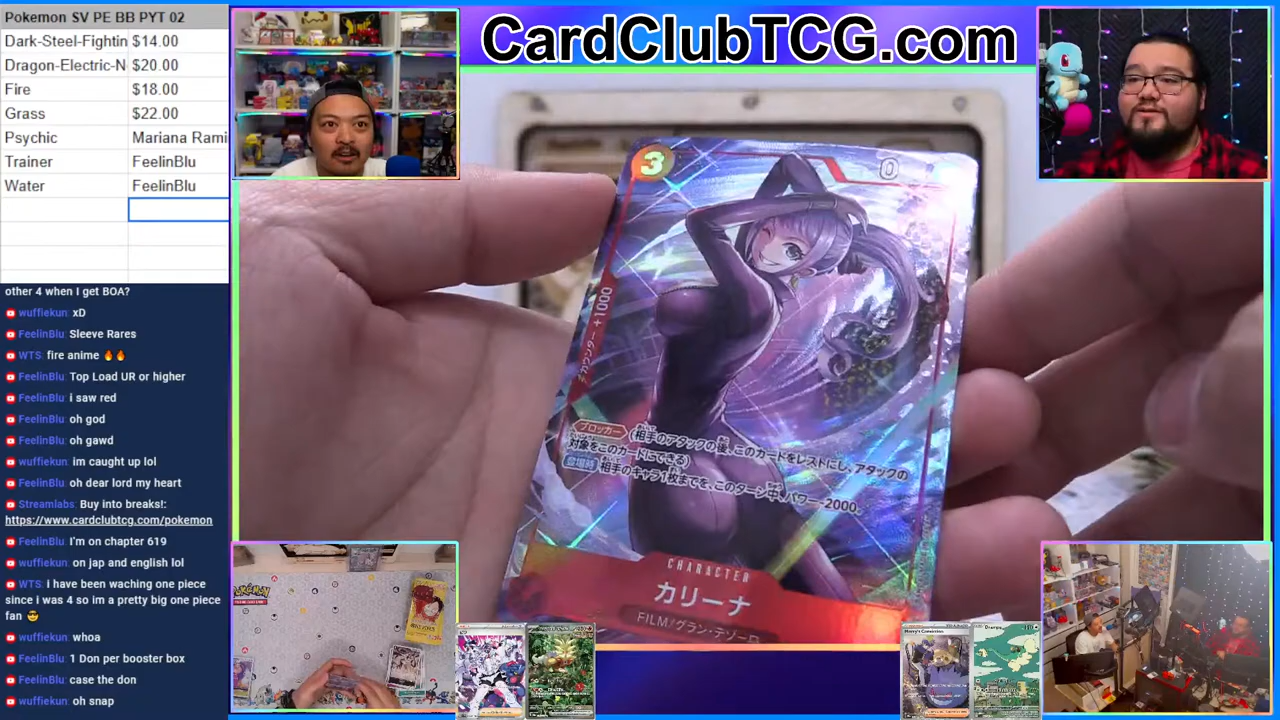 Pokemon SV PE BB PYT 02
Dark-Steel-Fightin $14.00
Dragon-Electric-N $20.00
Fire $18.00
Grass $22.00
Psychic Mariana Rami
Trainer FeelinBlu
Water FeelinBlu
other 4 when I get BOA?
wuffiekun: xD
FeelinBlu: Sleeve Rares
WTS: fire anime 🔥🔥
FeelinBlu: Top Load UR or higher
FeelinBlu: i saw red
FeelinBlu: oh god
FeelinBlu: oh gawd
wuffiekun: im caught up lol
FeelinBlu: oh dear lord my heart
Streamlabs: Buy into breaks!:
https://www.cardclubtcg.com/pokemon
FeelinBlu: I'm on chapter 619
wuffiekun: on jap and english lol
WTS: i have been waching one piece
since i was 4 so im a pretty big one piece
fan 😎
wuffiekun: whoa
FeelinBlu: 1 Don per booster box
FeelinBlu: case the don
wuffiekun: oh snap
CardClubTCG.com
3
0
カウンター +1000
ブロッカー (相手のアタックの後、このカードをレストにし、アタックの
対象をこのカードにできる)
登場時 相手のキャラ1枚までを、このターン中、パワー-2000。
CHARACTER
カリーナ
FILM/グラン・テゾーロ
POKÉMON